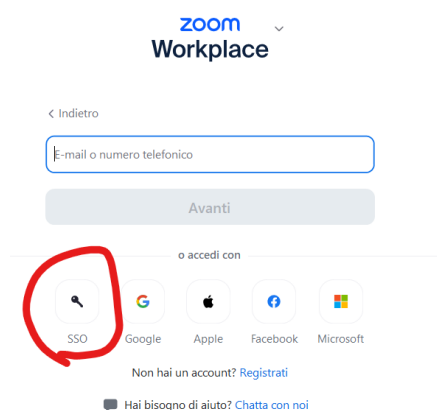 zoom
Workplace
< Indietro
E-mail o numero telefonico
Avanti
o accedi con
SSO Google Apple Facebook Microsoft
Non hai un account? Registrati
Hai bisogno di aiuto? Chatta con noi